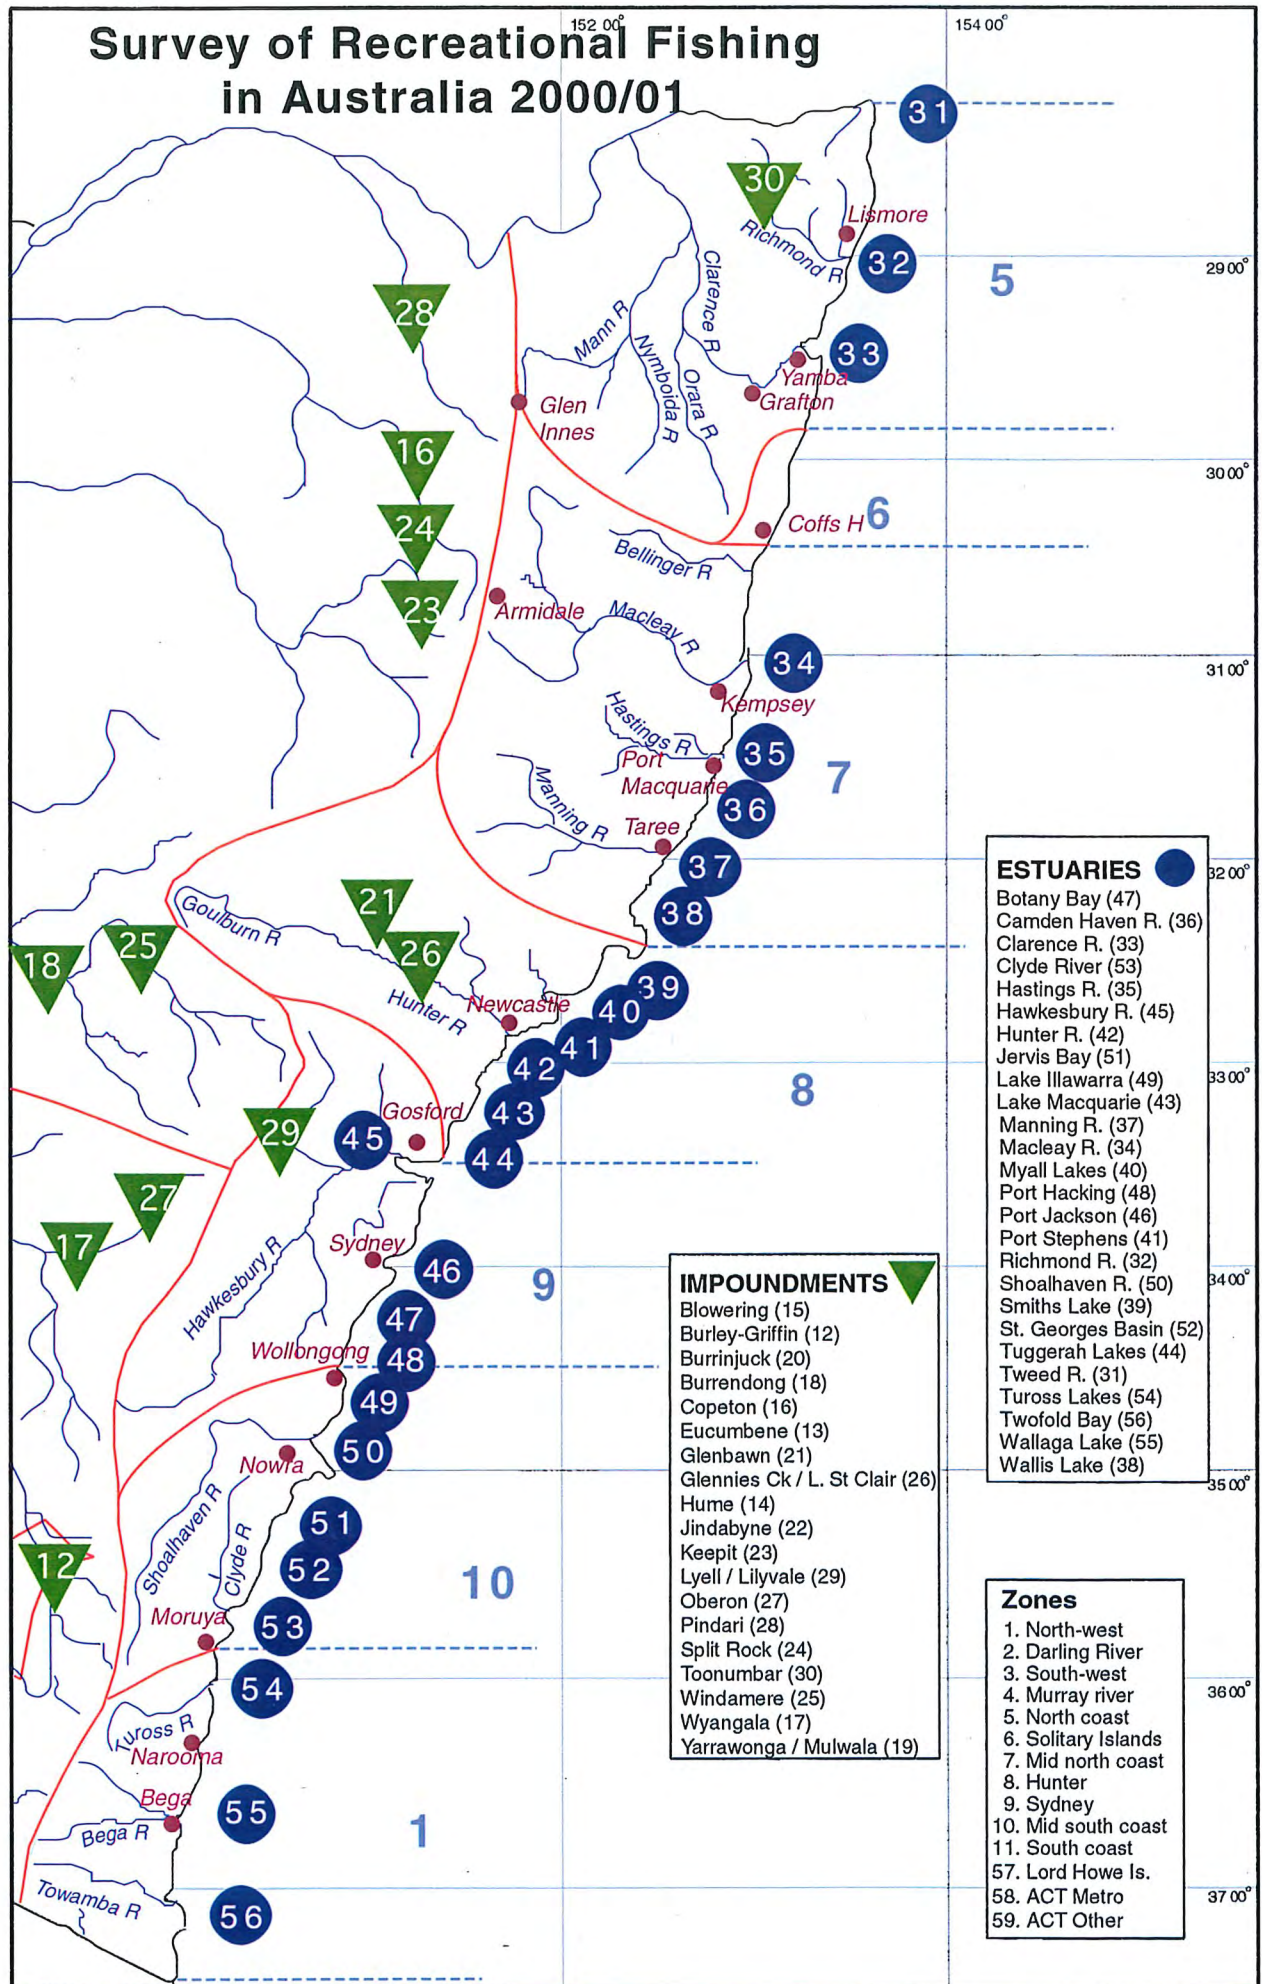 Survey of Recreational Fishing
in Australia 2000/01
152 00°
154 00°
31
30
Lismore
Richmond R
32
29 00°
5
28
Clarence R
Mann R
Nymboida R
Orara R
33
Yamba
Grafton
Glen
Innes
16
30 00°
24
Coffs H
6
Bellinger R
23
Armidale
Macleay R
34
31 00°
Kempsey
Hastings R
35
Port
Macquarie
7
Manning R
36
Taree
37
32 00°
21
38
Goulburn R
25
26
18
39
Hunter R
Newcastle
40
41
42
33 00°
8
43
Gosford
29
45
44
27
17
Sydney
Hawkesbury R
46
34 00°
9
47
Wollongong
48
49
50
Nowra
35 00°
Shoalhaven R
51
Clyde R
12
52
10
Moruya
53
54
36 00°
Tuross R
Narooma
Bega
55
Bega R
1
Towamba R
37 00°
56
ESTUARIES
Botany Bay (47)
Camden Haven R. (36)
Clarence R. (33)
Clyde River (53)
Hastings R. (35)
Hawkesbury R. (45)
Hunter R. (42)
Jervis Bay (51)
Lake Illawarra (49)
Lake Macquarie (43)
Manning R. (37)
Macleay R. (34)
Myall Lakes (40)
Port Hacking (48)
Port Jackson (46)
Port Stephens (41)
Richmond R. (32)
Shoalhaven R. (50)
Smiths Lake (39)
St. Georges Basin (52)
Tuggerah Lakes (44)
Tweed R. (31)
Tuross Lakes (54)
Twofold Bay (56)
Wallaga Lake (55)
Wallis Lake (38)
IMPOUNDMENTS
Blowering (15)
Burley-Griffin (12)
Burrinjuck (20)
Burrendong (18)
Copeton (16)
Eucumbene (13)
Glenbawn (21)
Glennies Ck / L. St Clair (26)
Hume (14)
Jindabyne (22)
Keepit (23)
Lyell / Lilyvale (29)
Oberon (27)
Pindari (28)
Split Rock (24)
Toonumbar (30)
Windamere (25)
Wyangala (17)
Yarrawonga / Mulwala (19)
Zones
1. North-west
2. Darling River
3. South-west
4. Murray river
5. North coast
6. Solitary Islands
7. Mid north coast
8. Hunter
9. Sydney
10. Mid south coast
11. South coast
57. Lord Howe Is.
58. ACT Metro
59. ACT Other